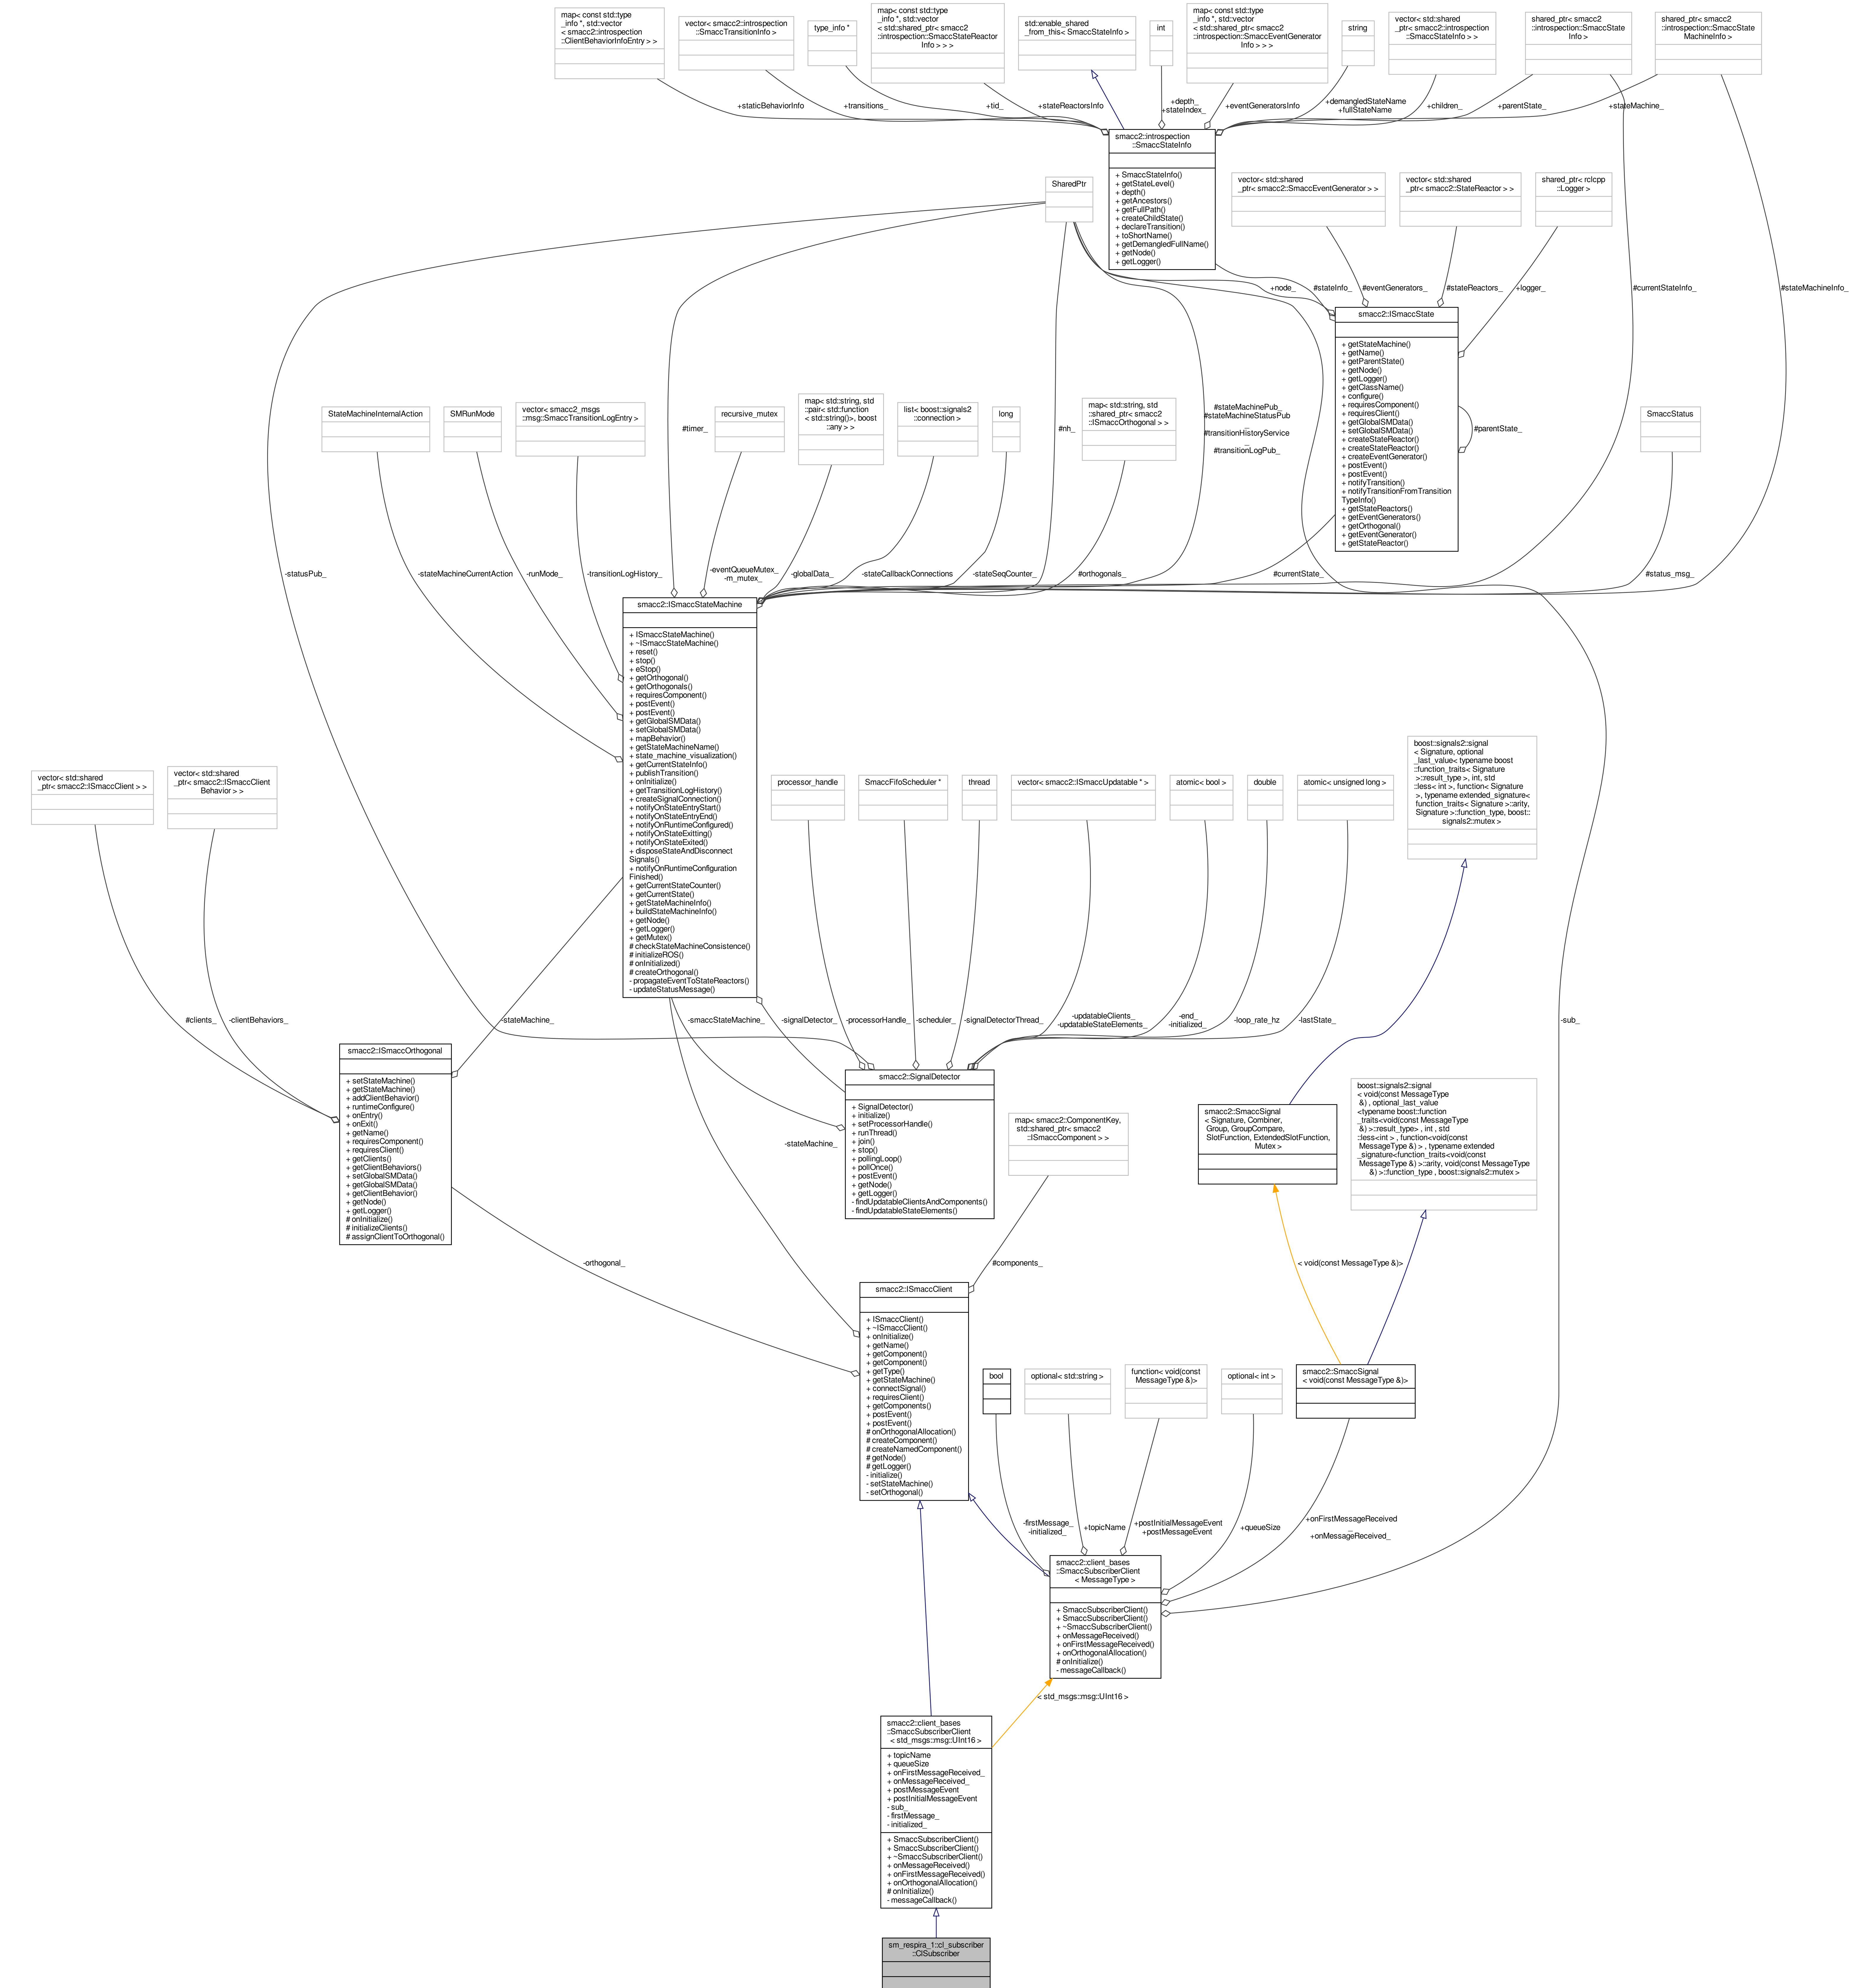 map< const std::type
_info *, std::vector
< smacc2::introspection
::ClientBehaviorInfoEntry > >
vector< smacc2::introspection
::SmaccTransitionInfo >
type_info *
map< const std::type
_info *, std::vector
< std::shared_ptr< smacc2
::introspection::SmaccStateReactor
Info > > >
std::enable_shared
_from_this< SmaccStateInfo >
int
map< const std::type
_info *, std::vector
< std::shared_ptr< smacc2
::introspection::SmaccEventGenerator
Info > > >
string
vector< std::shared
_ptr< smacc2::introspection
::SmaccStateInfo > >
shared_ptr< smacc2
::introspection::SmaccState
Info >
shared_ptr< smacc2
::introspection::SmaccState
MachineInfo >
+staticBehaviorInfo
+transitions_
+tid_
+stateReactorsInfo
+depth_
+stateIndex_
+eventGeneratorsInfo
+demangledStateName
+fullStateName
+children_
+parentState_
+stateMachine_
smacc2::introspection
::SmaccStateInfo
+ SmaccStateInfo()
+ getStateLevel()
+ depth()
+ getAncestors()
+ getFullPath()
+ createChildState()
+ declareTransition()
+ toShortName()
+ getDemangledFullName()
+ getNode()
+ getLogger()
SharedPtr
vector< std::shared
_ptr< smacc2::SmaccEventGenerator > >
vector< std::shared
_ptr< smacc2::StateReactor > >
shared_ptr< rclcpp
::Logger >
+node_
#stateInfo_
#eventGenerators_
#stateReactors_
+logger_
#currentStateInfo_
#stateMachineInfo_
smacc2::ISmaccState
+ getStateMachine()
+ getName()
+ getParentState()
+ getNode()
+ getLogger()
+ getClassName()
+ configure()
+ requiresComponent()
+ requiresClient()
+ getGlobalSMData()
+ setGlobalSMData()
+ createStateReactor()
+ createStateReactor()
+ createEventGenerator()
+ postEvent()
+ postEvent()
+ notifyTransition()
+ notifyTransitionFromTransition
TypeInfo()
+ getStateReactors()
+ getEventGenerators()
+ getOrthogonal()
+ getEventGenerator()
+ getStateReactor()
#parentState_
StateMachineInternalAction
SMRunMode
vector< smacc2_msgs
::msg::SmaccTransitionLogEntry >
#timer_
recursive_mutex
map< std::string, std
::pair< std::function
< std::string()>, boost
::any > >
list< boost::signals2
::connection >
long
#nh_
map< std::string, std
::shared_ptr< smacc2
::ISmaccOrthogonal > >
#stateMachinePub_
#stateMachineStatusPub
_
#transitionHistoryService
_
#transitionLogPub_
SmaccStatus
-statusPub_
-stateMachineCurrentAction
-runMode_
-transitionLogHistory_
-eventQueueMutex_
-m_mutex_
-globalData_
-stateCallbackConnections
-stateSeqCounter_
#orthogonals_
#currentState_
#status_msg_
smacc2::ISmaccStateMachine
+ ISmaccStateMachine()
+ ~ISmaccStateMachine()
+ reset()
+ stop()
+ eStop()
+ getOrthogonal()
+ getOrthogonals()
+ requiresComponent()
+ postEvent()
+ postEvent()
+ getGlobalSMData()
+ setGlobalSMData()
+ mapBehavior()
+ getStateMachineName()
+ state_machine_visualization()
+ getCurrentStateInfo()
+ publishTransition()
+ onInitialize()
+ getTransitionLogHistory()
+ createSignalConnection()
+ notifyOnStateEntryStart()
+ notifyOnStateEntryEnd()
+ notifyOnRuntimeConfigured()
+ notifyOnStateExitting()
+ notifyOnStateExited()
+ disposeStateAndDisconnect
Signals()
+ notifyOnRuntimeConfiguration
Finished()
+ getCurrentStateCounter()
+ getCurrentState()
+ getStateMachineInfo()
+ buildStateMachineInfo()
+ getNode()
+ getLogger()
+ getMutex()
# checkStateMachineConsistence()
# initializeROS()
# onInitialized()
# createOrthogonal()
- propagateEventToStateReactors()
- updateStatusMessage()
vector< std::shared
_ptr< smacc2::ISmaccClient > >
vector< std::shared
_ptr< smacc2::ISmaccClient
Behavior > >
processor_handle
SmaccFifoScheduler *
thread
vector< smacc2::ISmaccUpdatable * >
atomic< bool >
double
atomic< unsigned long >
boost::signals2::signal
< Signature, optional
_last_value< typename boost
::function_traits< Signature
>::result_type >, int, std
::less< int >, function< Signature
>, typename extended_signature<
function_traits< Signature >::arity,
Signature >::function_type, boost::
signals2::mutex >
#clients_
-clientBehaviors_
-stateMachine_
-smaccStateMachine_
-signalDetector_
-processorHandle_
-scheduler_
-signalDetectorThread_
-updatableClients_
-updatableStateElements_
-end_
-initialized_
-loop_rate_hz
-lastState_
-sub_
smacc2::ISmaccOrthogonal
+ setStateMachine()
+ getStateMachine()
+ addClientBehavior()
+ runtimeConfigure()
+ onEntry()
+ onExit()
+ getName()
+ requiresComponent()
+ requiresClient()
+ getClients()
+ getClientBehaviors()
+ setGlobalSMData()
+ getGlobalSMData()
+ getClientBehavior()
+ getNode()
+ getLogger()
# onInitialize()
# initializeClients()
# assignClientToOrthogonal()
smacc2::SignalDetector
+ SignalDetector()
+ initialize()
+ setProcessorHandle()
+ runThread()
+ join()
+ stop()
+ pollingLoop()
+ pollOnce()
+ postEvent()
+ getNode()
+ getLogger()
- findUpdatableClientsAndComponents()
- findUpdatableStateElements()
-stateMachine_
map< smacc2::ComponentKey,
std::shared_ptr< smacc2
::ISmaccComponent > >
smacc2::SmaccSignal
< Signature, Combiner,
Group, GroupCompare,
SlotFunction, ExtendedSlotFunction,
Mutex >
boost::signals2::signal
< void(const MessageType
&) , optional_last_value
<typename boost::function
_traits<void(const MessageType
&) >::result_type> , int , std
::less<int > , function<void(const
MessageType &) > , typename extended
_signature<function_traits<void(const
MessageType &) >::arity, void(const MessageType
&) >::function_type , boost::signals2::mutex >
-orthogonal_
#components_
< void(const MessageType &)>
smacc2::ISmaccClient
+ ISmaccClient()
+ ~ISmaccClient()
+ onInitialize()
+ getName()
+ getComponent()
+ getComponent()
+ getType()
+ getStateMachine()
+ connectSignal()
+ requiresClient()
+ getComponents()
+ postEvent()
+ postEvent()
# onOrthogonalAllocation()
# createComponent()
# createNamedComponent()
# getNode()
# getLogger()
- initialize()
- setStateMachine()
- setOrthogonal()
bool
optional< std::string >
function< void(const
MessageType &)>
optional< int >
smacc2::SmaccSignal
< void(const MessageType &)>
-firstMessage_
-initialized_
+topicName
+postInitialMessageEvent
+postMessageEvent
+queueSize
+onFirstMessageReceived
_
+onMessageReceived_
smacc2::client_bases
::SmaccSubscriberClient
< MessageType >
+ SmaccSubscriberClient()
+ SmaccSubscriberClient()
+ ~SmaccSubscriberClient()
+ onMessageReceived()
+ onFirstMessageReceived()
+ onOrthogonalAllocation()
# onInitialize()
- messageCallback()
< std_msgs::msg::UInt16 >
smacc2::client_bases
::SmaccSubscriberClient
< std_msgs::msg::UInt16 >
+ topicName
+ queueSize
+ onFirstMessageReceived_
+ onMessageReceived_
+ postMessageEvent
+ postInitialMessageEvent
- sub_
- firstMessage_
- initialized_
+ SmaccSubscriberClient()
+ SmaccSubscriberClient()
+ ~SmaccSubscriberClient()
+ onMessageReceived()
+ onFirstMessageReceived()
+ onOrthogonalAllocation()
# onInitialize()
- messageCallback()
sm_respira_1::cl_subscriber
::ClSubscriber